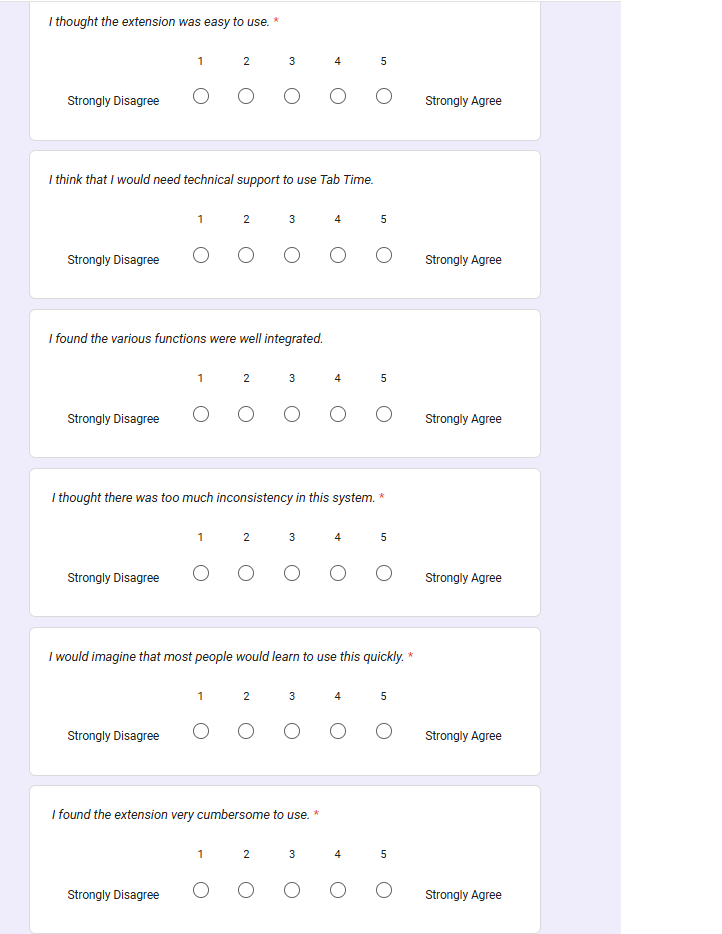 I thought the extension was easy to use. *
1 2 3 4 5
Strongly Disagree Strongly Agree
I think that I would need technical support to use Tab Time.
1 2 3 4 5
Strongly Disagree Strongly Agree
I found the various functions were well integrated.
1 2 3 4 5
Strongly Disagree Strongly Agree
I thought there was too much inconsistency in this system. *
1 2 3 4 5
Strongly Disagree Strongly Agree
I would imagine that most people would learn to use this quickly. *
1 2 3 4 5
Strongly Disagree Strongly Agree
I found the extension very cumbersome to use. *
1 2 3 4 5
Strongly Disagree Strongly Agree